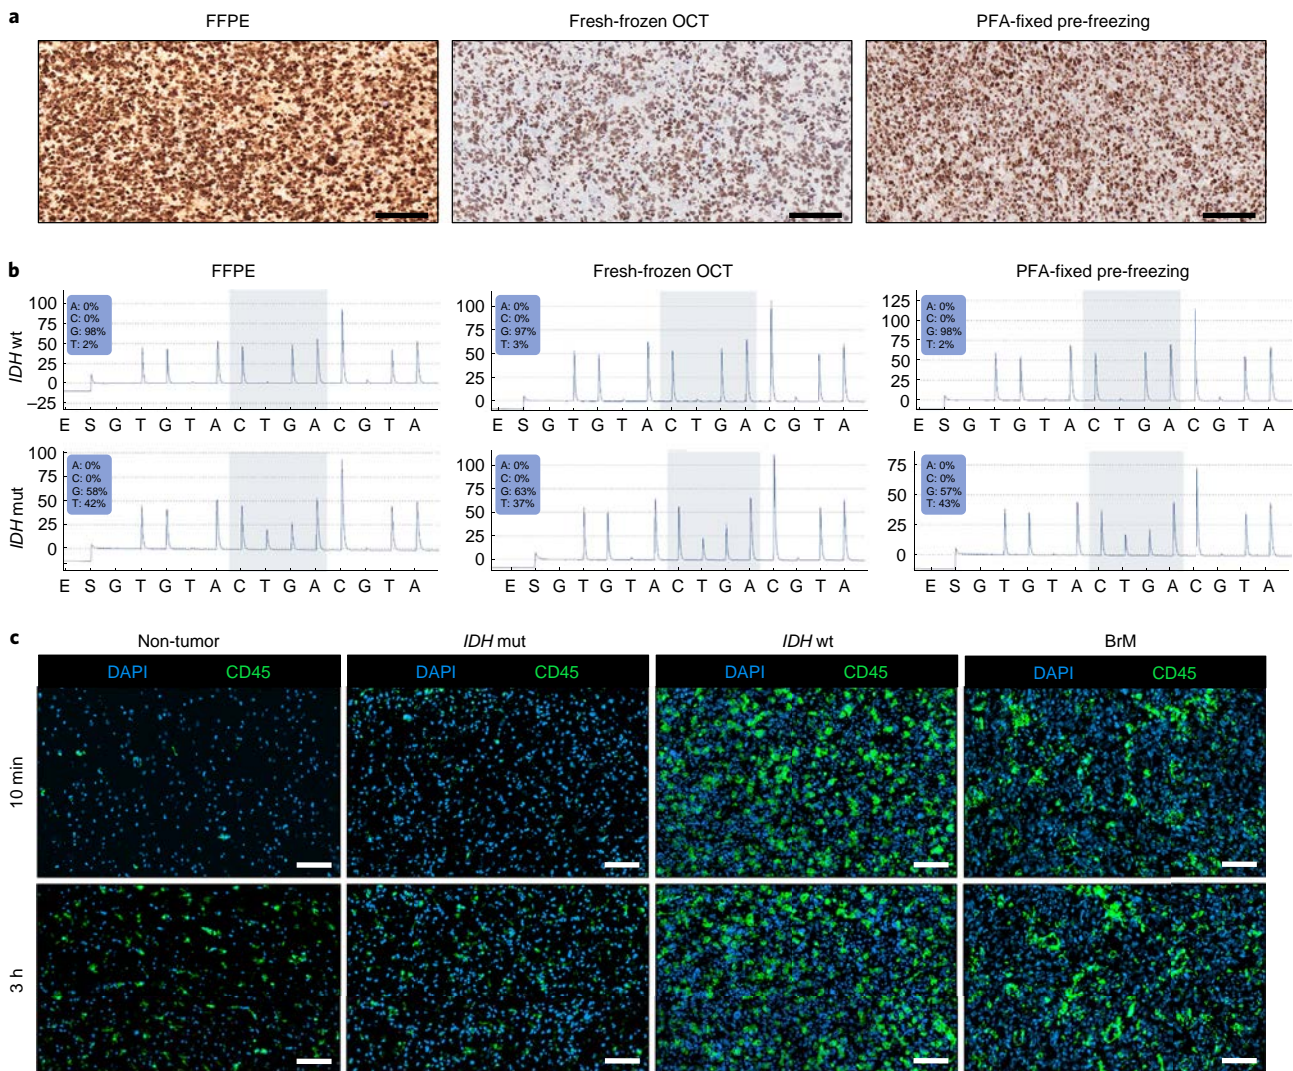 a
FFPE Fresh-frozen OCT PFA-fixed pre-freezing
b
FFPE Fresh-frozen OCT PFA-fixed pre-freezing
IDH wt
100
75
50
25
0
–25
A: 0%
C: 0%
G: 98%
T: 2%
E S G T G T A C T G A C G T A
100
75
50
25
0
A: 0%
C: 0%
G: 97%
T: 3%
E S G T G T A C T G A C G T A
125
100
75
50
25
0
A: 0%
C: 0%
G: 98%
T: 2%
E S G T G T A C T G A C G T A
IDH mut
100
75
50
25
0
A: 0%
C: 0%
G: 58%
T: 42%
E S G T G T A C T G A C G T A
100
75
50
25
0
A: 0%
C: 0%
G: 63%
T: 37%
E S G T G T A C T G A C G T A
75
50
25
0
A: 0%
C: 0%
G: 57%
T: 43%
E S G T G T A C T G A C G T A
c
Non-tumor IDH mut IDH wt BrM
DAPI CD45 DAPI CD45 DAPI CD45 DAPI CD45
10 min
3 h